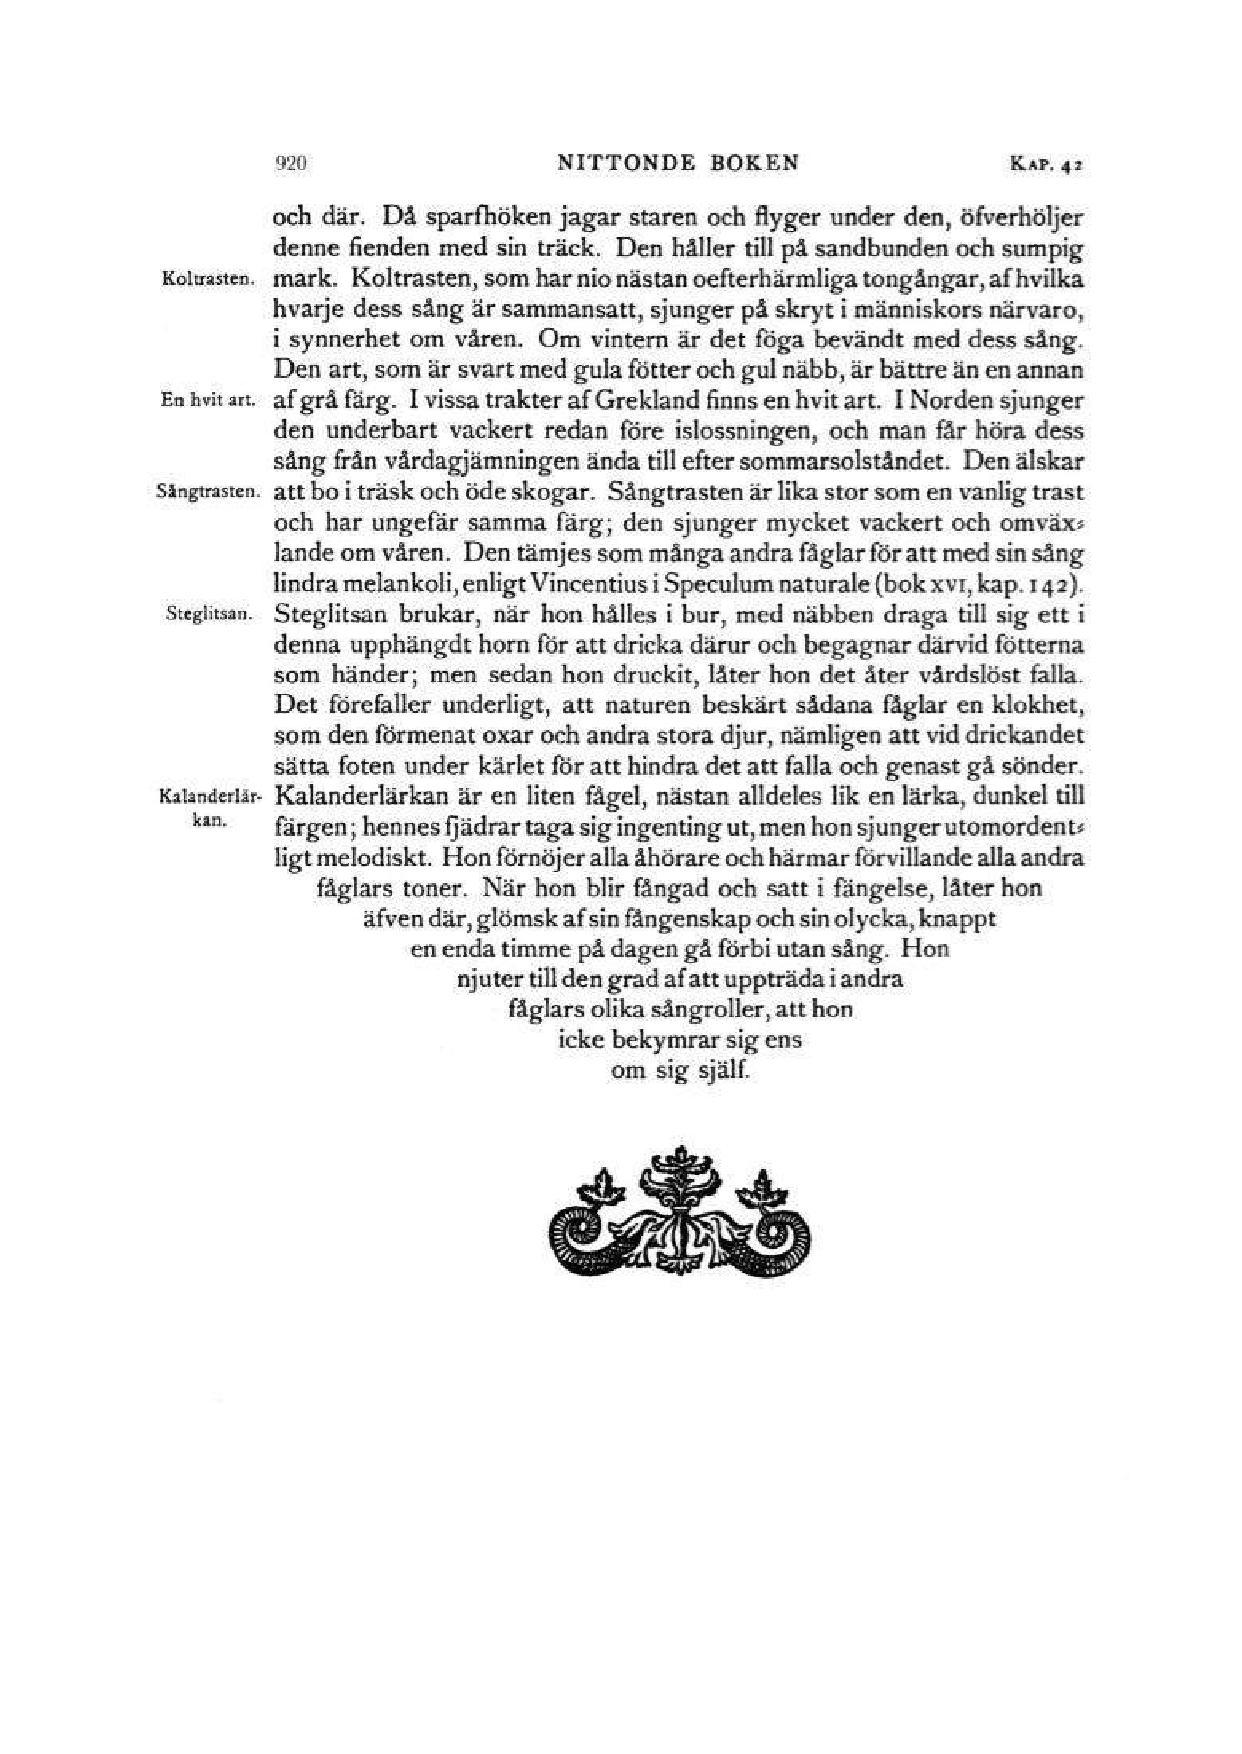 920 NITTONDE BOKEN KAP. 42
och där. Då sparfhöken jagar staren och flyger under den, öfverhöljer
denne fienden med sin träck. Den håller till på sandbunden och sumpig
Koltrasten. mark. Koltrasten, som har nio nästan oefterhärmliga tongångar, af hvilka
hvarje dess sång är sammansatt, sjunger på skryt i människors närvaro,
i synnerhet om våren. Om vintern är det föga bevändt med dess sång.
Den art, som är svart med gula fötter och gul näbb, är bättre än en annan
En hvit art. af grå färg. I vissa trakter af Grekland finns en hvit art. I Norden sjunger
den underbart vackert redan före islossningen, och man får höra dess
sång från vårdagjämningen ända till efter sommarsolståndet. Den älskar
Sångtrasten. att bo i träsk och öde skogar. Sångtrasten är lika stor som en vanlig trast
och har ungefär samma färg; den sjunger mycket vackert och omväx-
lande om våren. Den tämjes som många andra fåglar för att med sin sång
lindra melankoli, enligt Vincentius i Speculum naturale (bok XVI, kap. 142).
Steglitsan. Steglitsan brukar, när hon hålles i bur, med näbben draga till sig ett i
denna upphängdt horn för att dricka därur och begagnar därvid fötterna
som händer; men sedan hon druckit, låter hon det åter vårdslöst falla.
Det förefaller underligt, att naturen beskärt sådana fåglar en klokhet,
som den förmenat oxar och andra stora djur, nämligen att vid drickandet
sätta foten under kärlet för att hindra det att falla och genast gå sönder.
Kalanderlär- Kalanderlärkan är en liten fågel, nästan alldeles lik en lärka, dunkel till
kan. färgen; hennes fjädrar taga sig ingenting ut, men hon sjunger utomordent-
ligt melodiskt. Hon förnöjer alla åhörare och härmar förvillande alla andra
fåglars toner. När hon blir fångad och satt i fängelse, låter hon
äfven där, glömsk af sin fångenskap och sin olycka, knappt
en enda timme på dagen gå förbi utan sång. Hon
njuter till den grad af att uppträda i andra
fåglars olika sångroller, att hon
icke bekymrar sig ens
om sig själf.